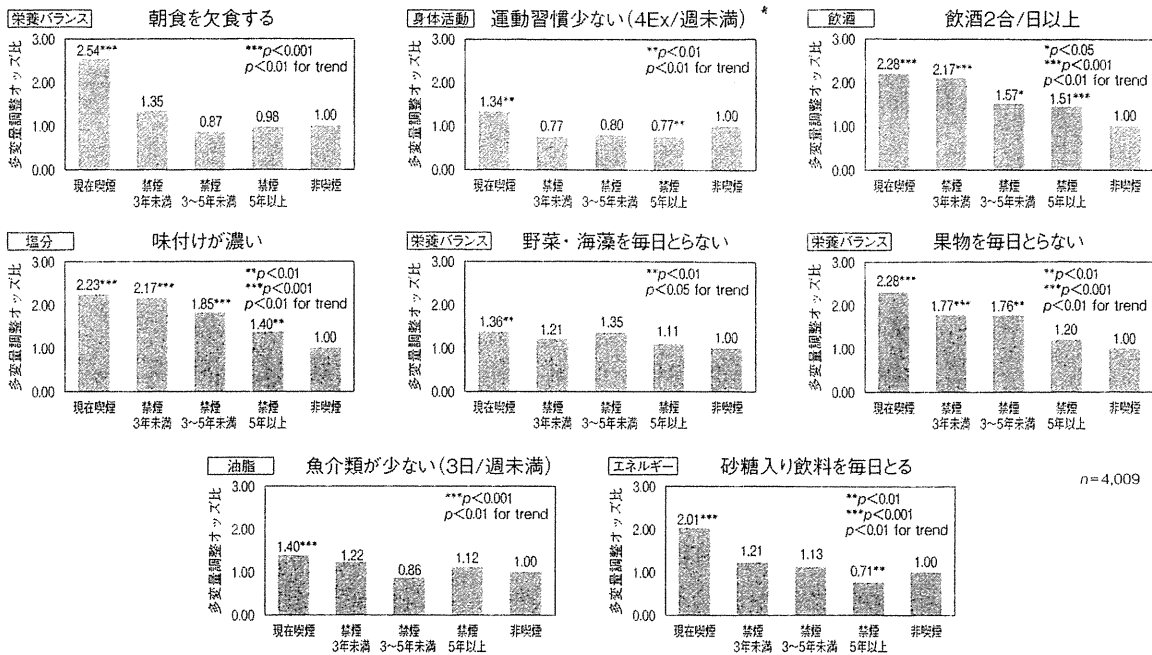 栄養バランス 朝食を欠食する
多変量調整オッズ比
3.00
2.00
1.00
0.00
2.54*** 1.35 0.87 0.98 1.00
***p<0.001
p<0.01 for trend
現在喫煙 禁煙3年未満 禁煙3〜5年未満 禁煙5年以上 非喫煙
身体活動 運動習慣少ない(4Ex/週未満) *
多変量調整オッズ比
3.00
2.00
1.00
0.00
1.34** 0.77 0.80 0.77** 1.00
**p<0.01
p<0.01 for trend
現在喫煙 禁煙3年未満 禁煙3〜5年未満 禁煙5年以上 非喫煙
飲酒 飲酒2合/日以上
多変量調整オッズ比
3.00
2.00
1.00
0.00
2.28*** 2.17*** 1.57* 1.51*** 1.00
*p<0.05
***p<0.001
p<0.01 for trend
現在喫煙 禁煙3年未満 禁煙3〜5年未満 禁煙5年以上 非喫煙
塩分 味付けが濃い
多変量調整オッズ比
3.00
2.00
1.00
0.00
2.23*** 2.17*** 1.85*** 1.40** 1.00
**p<0.01
***p<0.001
p<0.01 for trend
現在喫煙 禁煙3年未満 禁煙3〜5年未満 禁煙5年以上 非喫煙
栄養バランス 野菜・海藻を毎日とらない
多変量調整オッズ比
3.00
2.00
1.00
0.00
1.36** 1.21 1.35 1.11 1.00
**p<0.01
p<0.05 for trend
現在喫煙 禁煙3年未満 禁煙3〜5年未満 禁煙5年以上 非喫煙
栄養バランス 果物を毎日とらない
多変量調整オッズ比
3.00
2.00
1.00
0.00
2.28*** 1.77*** 1.76** 1.20 1.00
**p<0.01
***p<0.001
p<0.01 for trend
現在喫煙 禁煙3年未満 禁煙3〜5年未満 禁煙5年以上 非喫煙
油脂 魚介類が少ない(3日/週未満)
多変量調整オッズ比
3.00
2.00
1.00
0.00
1.40*** 1.22 0.86 1.12 1.00
***p<0.001
p<0.01 for trend
現在喫煙 禁煙3年未満 禁煙3〜5年未満 禁煙5年以上 非喫煙
エネルギー 砂糖入り飲料を毎日とる
多変量調整オッズ比
3.00
2.00
1.00
0.00
2.01*** 1.21 1.13 0.71** 1.00
**p<0.01
***p<0.001
p<0.01 for trend
現在喫煙 禁煙3年未満 禁煙3〜5年未満 禁煙5年以上 非喫煙
n=4,009